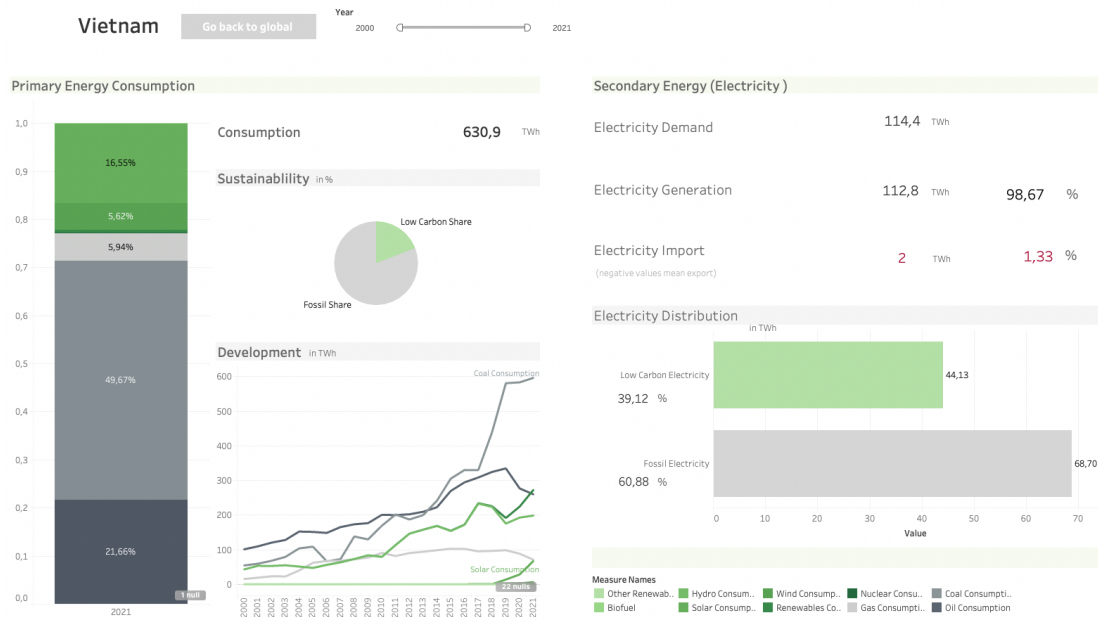 Vietnam
Go back to global
Year
2000
2021
Primary Energy Consumption
1,0
0,9
0,8
0,7
0,6
0,5
0,4
0,3
0,2
0,1
0,0
16,55%
5,62%
5,94%
49,67%
21,66%
1 null
2021
Consumption 630,9 TWh
Sustainablility in %
Low Carbon Share
Fossil Share
Development in TWh
600
500
400
300
200
100
0
Coal Consumption
Solar Consumption
22 nulls
2000 2001 2002 2003 2004 2005 2006 2007 2008 2009 2010 2011 2012 2013 2014 2015 2016 2017 2018 2019 2020 2021
Secondary Energy (Electricity )
Electricity Demand 114,4 TWh
Electricity Generation 112,8 TWh 98,67 %
Electricity Import 2 TWh 1,33 %
(negative values mean export)
Electricity Distribution
in TWh
Low Carbon Electricity 44,13
39,12 %
Fossil Electricity 68,70
60,88 %
0 10 20 30 40 50 60 70
Value
Measure Names
Other Renewab.. Hydro Consum.. Wind Consump.. Nuclear Consu.. Coal Consumpti..
Biofuel Solar Consump.. Renewables Co.. Gas Consumpti.. Oil Consumption